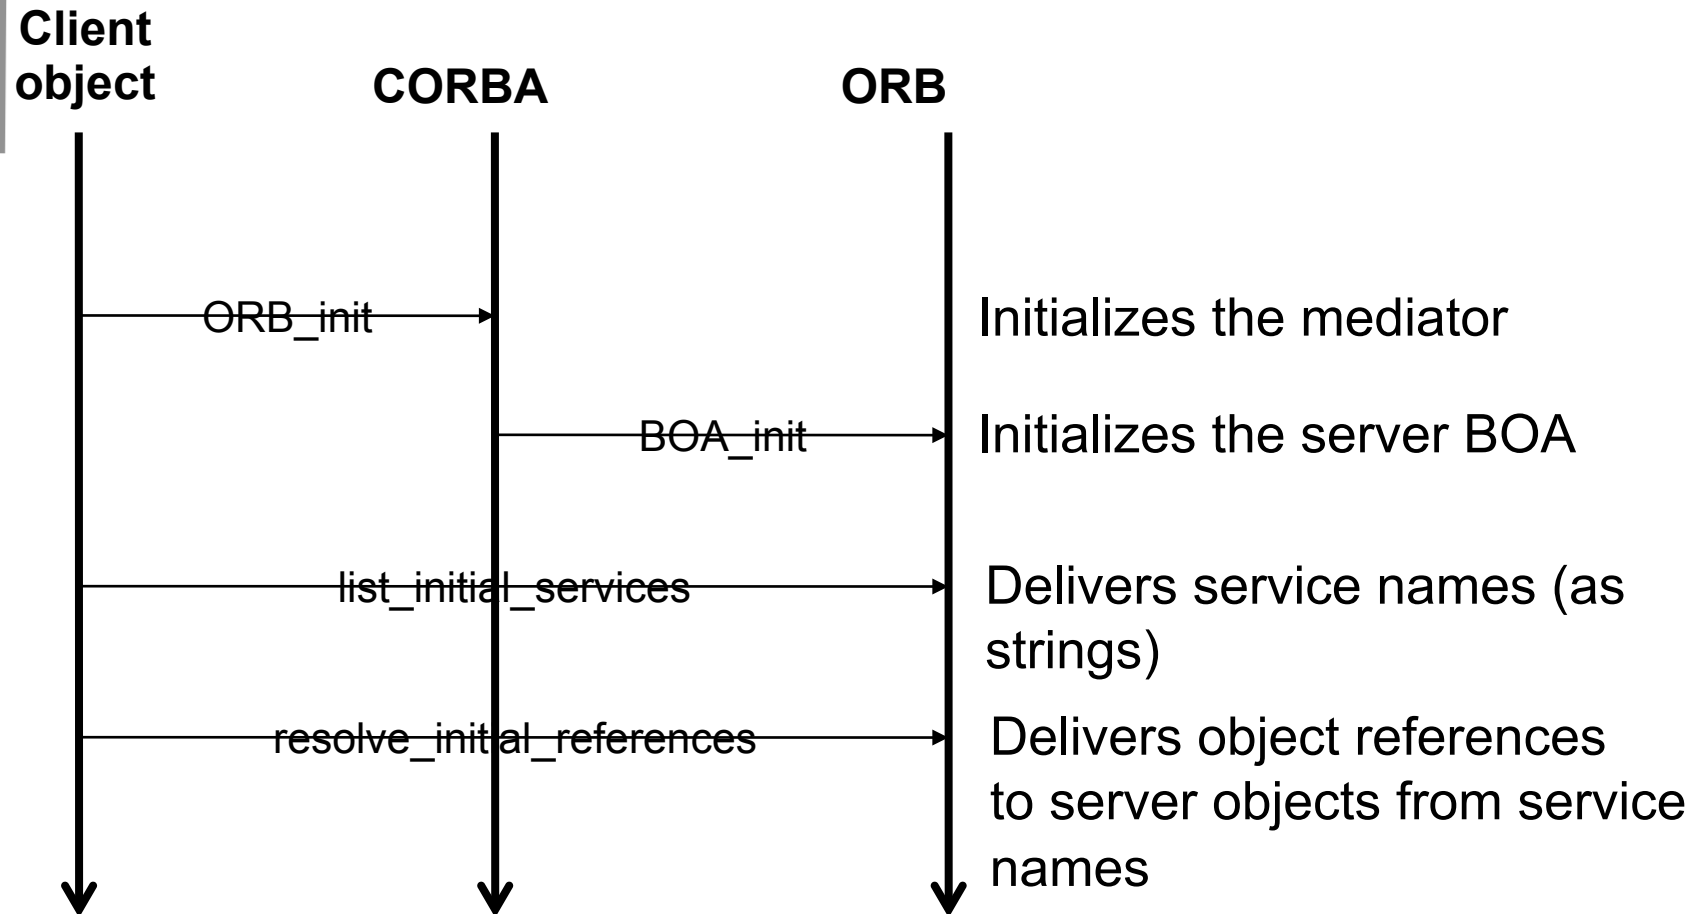 Client
object
CORBA
ORB
ORB_init
Initializes the mediator
BOA_init
Initializes the server BOA
list_initial_services
Delivers service names (as
strings)
resolve_initial_references
Delivers object references
to server objects from service
names